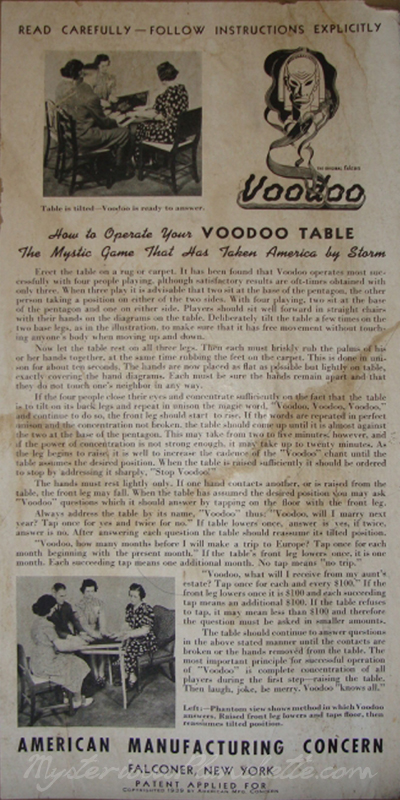 READ CAREFULLY — FOLLOW INSTRUCTIONS EXPLICITLY
Voodoo
Table is tilted—Voodoo is ready to answer.
How to Operate Your VOODOO TABLE
The Mystic Game That Has Taken America by Storm
Erect the table on a rug or carpet. It has been found that Voodoo operates most suc-
cessfully with four people playing, although satisfactory results are oft-times obtained with
only three. When three play it is advisable that two sit at the base of the pentagon, the other
person taking a position on either of the two sides. With four playing, two sit at the base
of the pentagon and one on either side. Players should sit well forward in straight chairs
with their hands on the diagrams on the table. Deliberately tilt the table a few times on the
two base legs, as in the illustration, to make sure that it has free movement without touch-
ing anyone's body when moving up and down.
Now let the table rest on all three legs. Then each must briskly rub the palms of his
or her hands together, at the same time rubbing the feet on the carpet. This is done in uni-
son for about ten seconds. The hands are now placed as flat as possible but lightly on table,
exactly covering the hand diagrams. Each must be sure the hands remain apart and that
they do not touch one's neighbor in any way.
If the four people close their eyes and concentrate sufficiently on the fact that the table
is to tilt on its back legs and repeat in unison the magic word, "Voodoo, Voodoo, Voodoo,"
and continue to do so, the front leg should start to rise. If the words are repeated in perfect
unison and the concentration not broken, the table should come up until it is almost against
the two at the base of the pentagon. This may take from two to five minutes; however, and
if the power of concentration is not strong enough, it may take up to twenty minutes. As
the leg begins to raise, it is well to increase the cadence of the "Voodoo" chant until the
table assumes the desired position. When the table is raised sufficiently it should be ordered
to stop by addressing it sharply, "Stop Voodoo."
The hands must rest lightly only. If one hand contacts another, or is raised from the
table, the front leg may fall. When the table has assumed the desired position you may ask
"Voodoo" questions which it should answer by tapping on the floor with the front leg.
Always address the table by its name, "Voodoo" thus: "Voodoo, will I marry next
year? Tap once for yes and twice for no." If table lowers once, answer is yes, if twice,
answer is no. After answering each question the table should reassume its tilted position.
"Voodoo, how many months before I will make a trip to Europe? Tap once for each
month beginning with the present month." If the table's front leg lowers once, it is one
month. Each succeeding tap means one additional month. No tap means "no trip."
"Voodoo, what will I receive from my aunt's
estate? Tap once for each and every $100." If the
front leg lowers once it is $100 and each succeeding
tap means an additional $100. If the table refuses
to tap, it may mean less than $100 and therefore
the question must be asked in smaller amounts.
The table should continue to answer questions
in the above stated manner until the contacts are
broken or the hands removed from the table. The
most important principle for successful operation
of "Voodoo" is complete concentration of all
players during the first step—raising the table.
Then laugh, joke, be merry. Voodoo "knows all."
Left:—Phantom view shows method in which Voodoo
answers. Raised front leg lowers and taps floor, then
reassumes tilted position.
AMERICAN MANUFACTURING CONCERN
FALCONER, NEW YORK
PATENT APPLIED FOR
COPYRIGHTED 1939 BY AMERICAN MFG. CONCERN